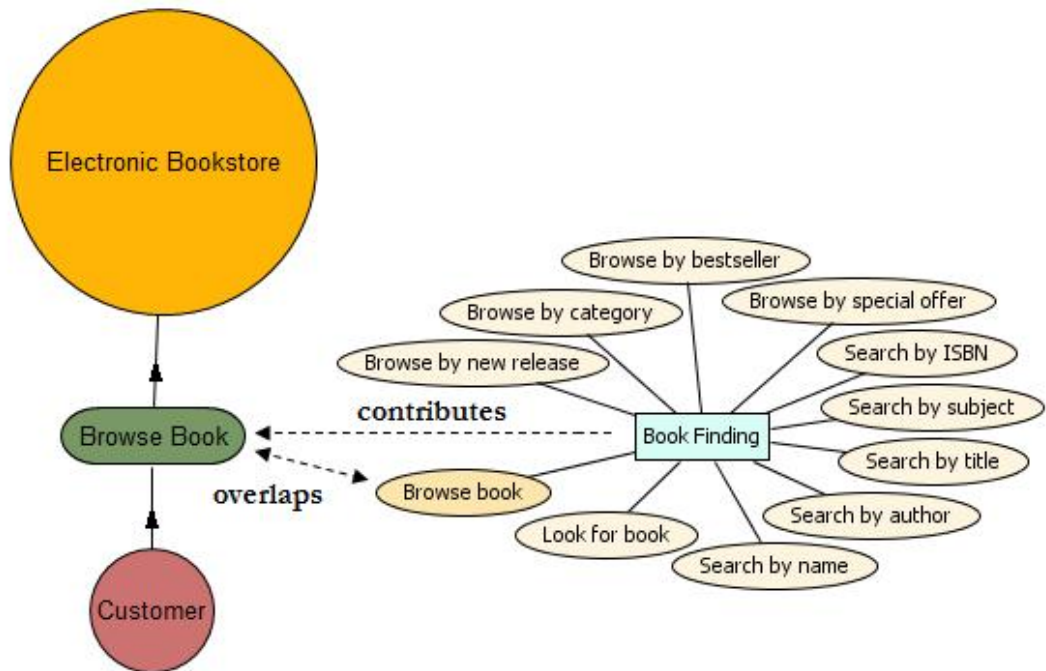 Electronic Bookstore
Browse by bestseller
Browse by special offer
Browse by category
Search by ISBN
Browse by new release
contributes
Search by subject
Browse Book
Book Finding
Search by title
overlaps
Browse book
Search by author
Look for book
Search by name
Customer